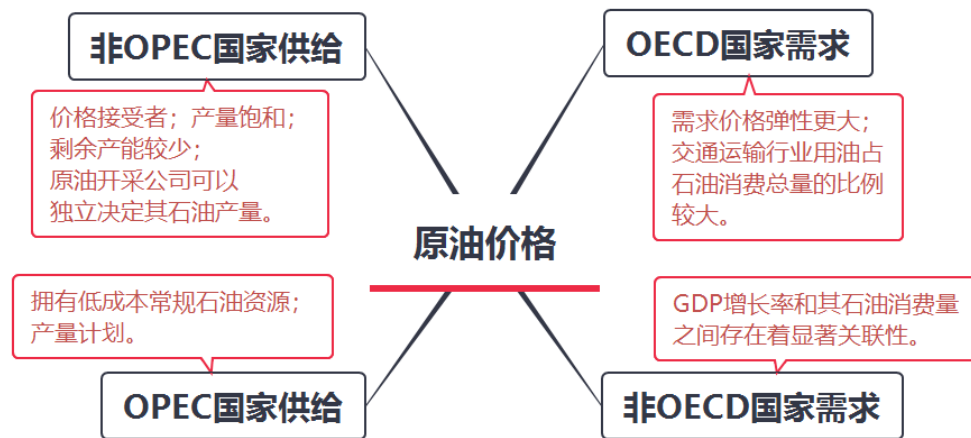 非OPEC国家供给
价格接受者；产量饱和；
剩余产能较少；
原油开采公司可以
独立决定其石油产量。
OECD国家需求
需求价格弹性更大；
交通运输行业用油占
石油消费总量的比例
较大。
原油价格
拥有低成本常规石油资源；
产量计划。
OPEC国家供给
GDP增长率和其石油消费量
之间存在着显著关联性。
非OECD国家需求